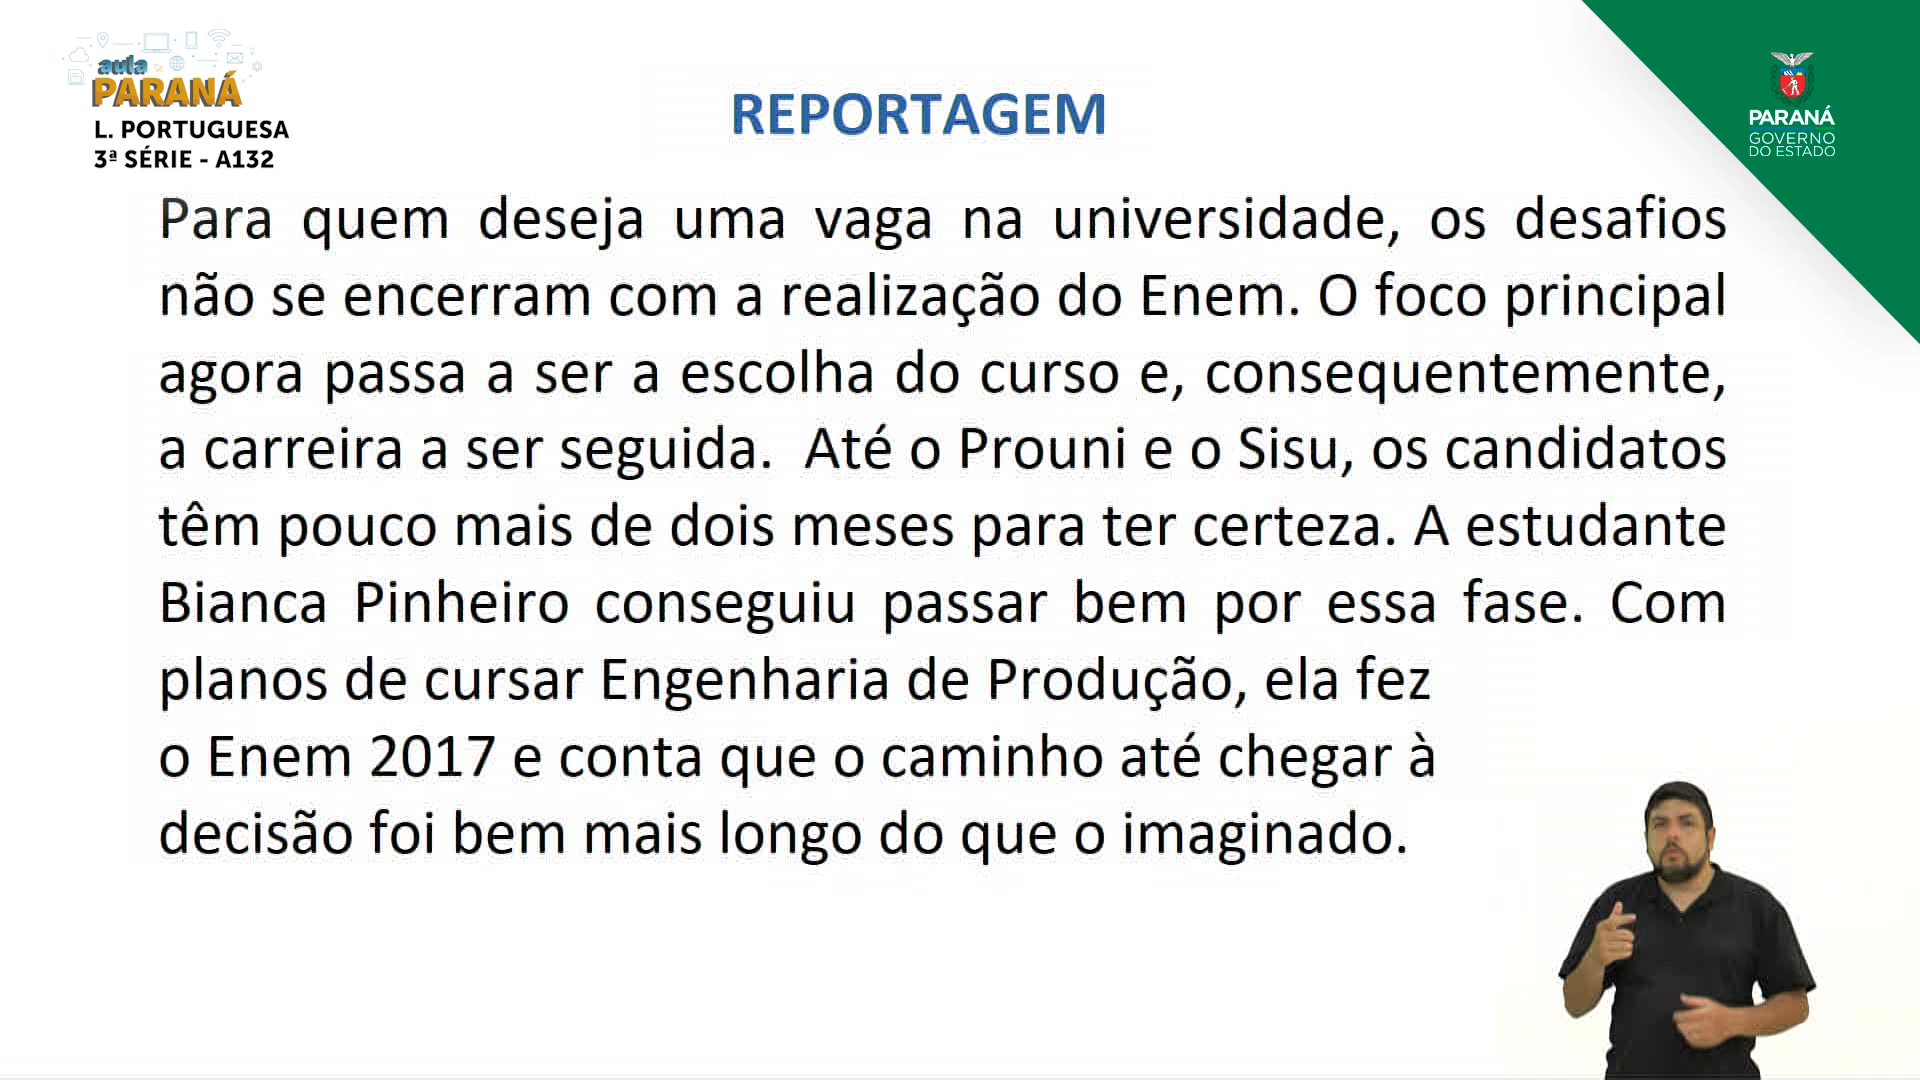 aula
PARANÁ
L. PORTUGUESA
3ª SÉRIE - A132
REPORTAGEM
PARANÁ
GOVERNO
DO ESTADO
Para quem deseja uma vaga na universidade, os desafios
não se encerram com a realização do Enem. O foco principal
agora passa a ser a escolha do curso e, consequentemente,
a carreira a ser seguida. Até o Prouni e o Sisu, os candidatos
têm pouco mais de dois meses para ter certeza. A estudante
Bianca Pinheiro conseguiu passar bem por essa fase. Com
planos de cursar Engenharia de Produção, ela fez
o Enem 2017 e conta que o caminho até chegar à
decisão foi bem mais longo do que o imaginado.